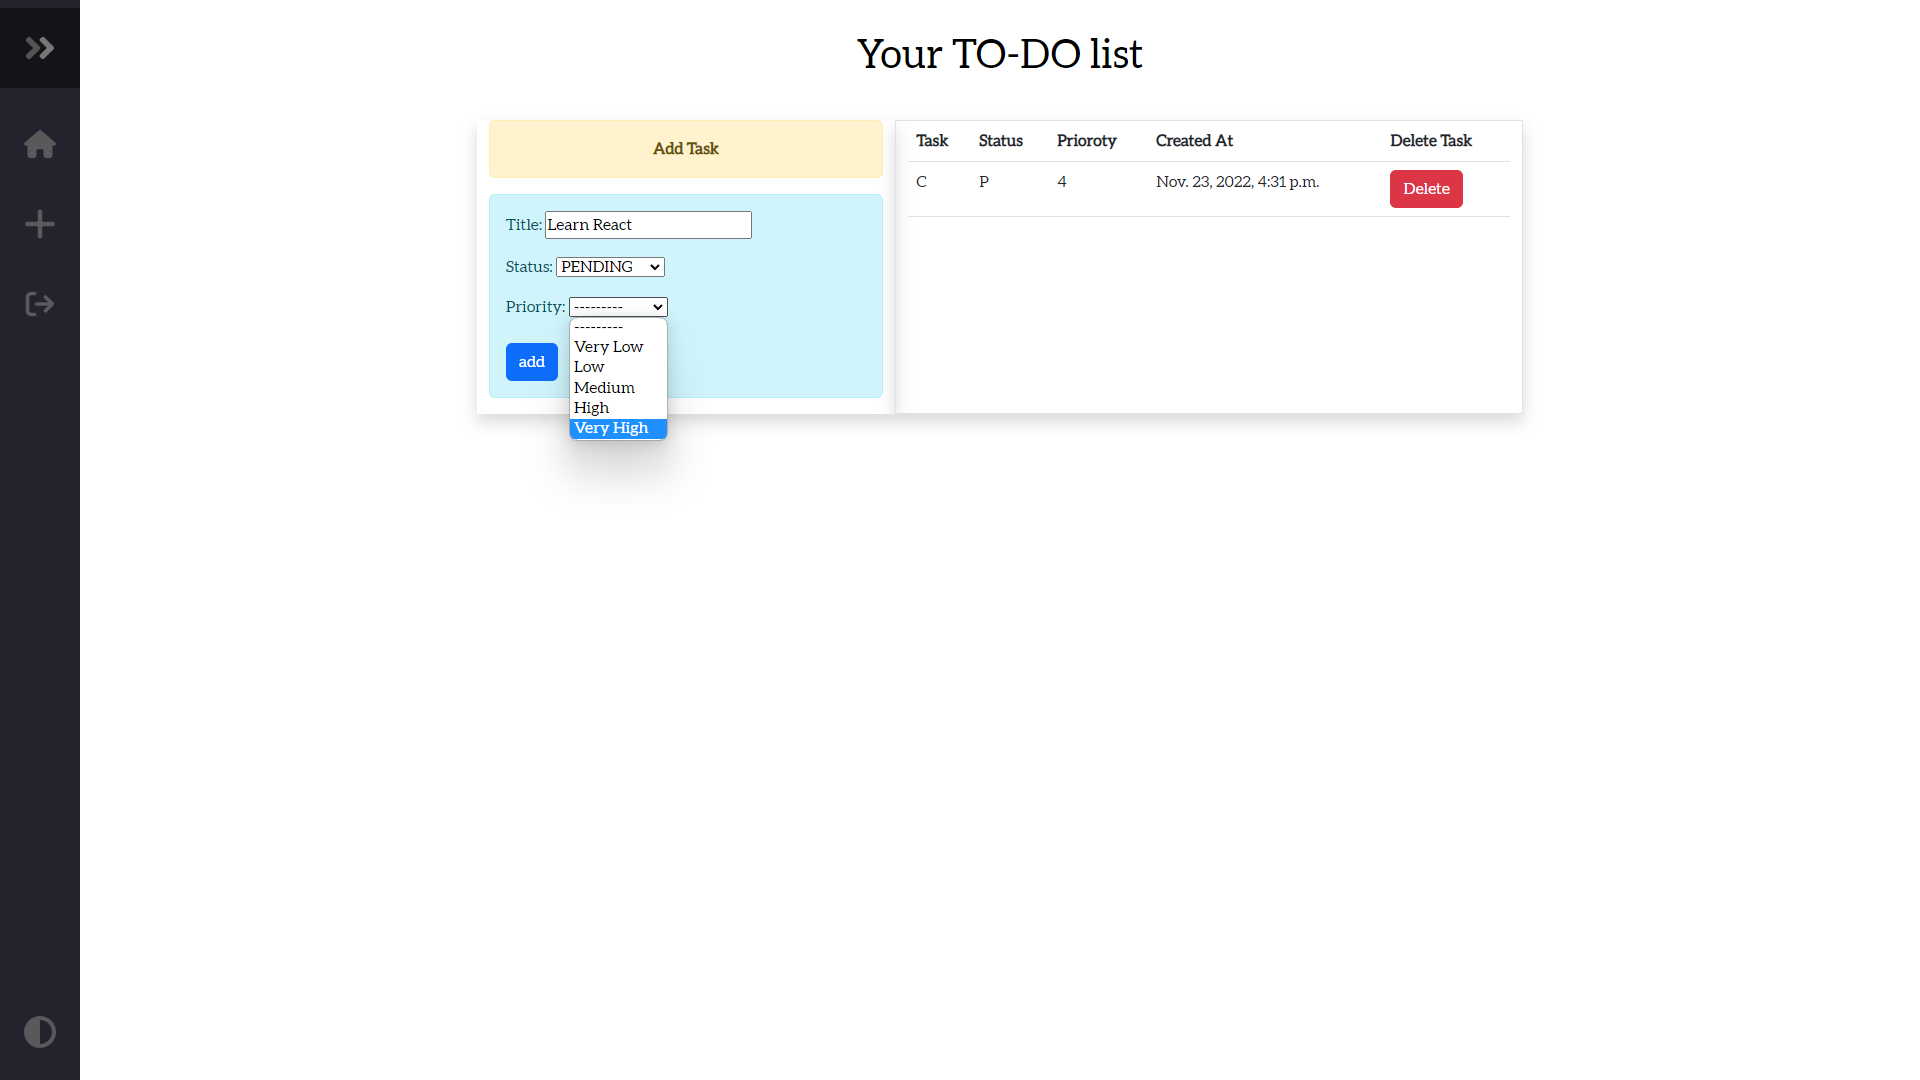 Your TO-DO list
Add Task
Title: Learn React
Status: PENDING
Priority: ---------
---------
Very Low
Low
Medium
High
Very High
add
Task Status Prioroty Created At Delete Task
C P 4 Nov. 23, 2022, 4:31 p.m. Delete